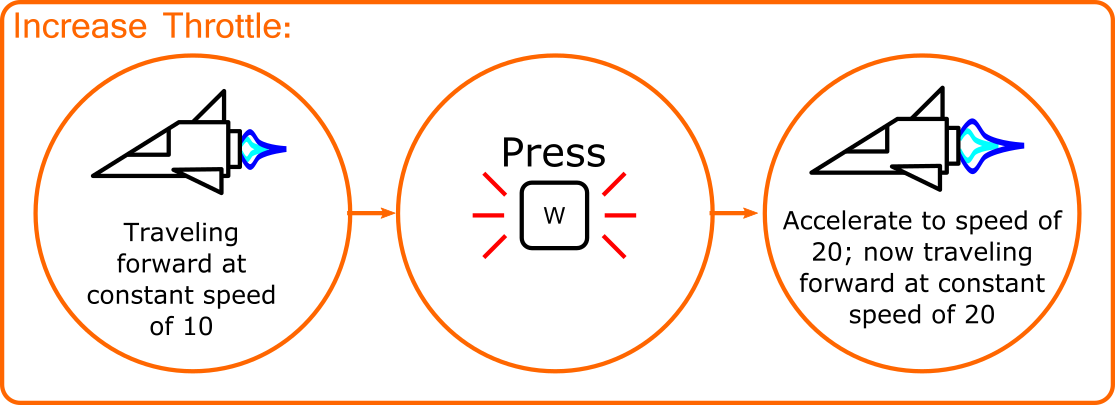 Increase Throttle:
Traveling
forward at
constant speed
of 10
Press
W
Accelerate to speed of
20; now traveling
forward at constant
speed of 20